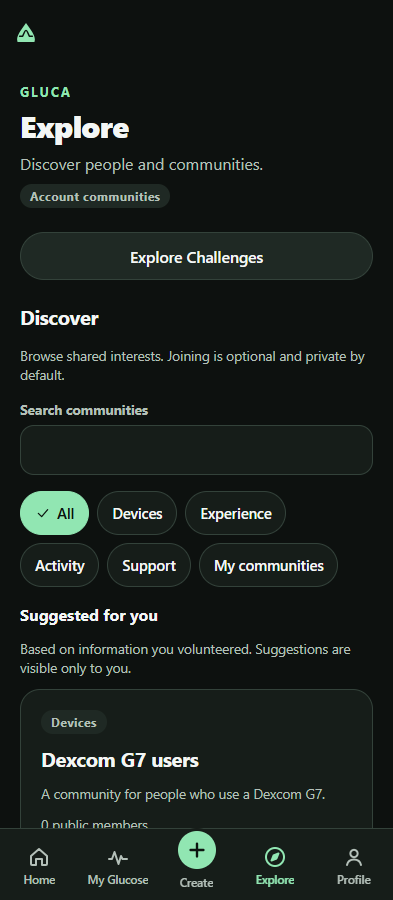 GLUCA
Explore
Discover people and communities.
Account communities
Explore Challenges
Discover
Browse shared interests. Joining is optional and private by
default.
Search communities
All
Devices
Experience
Activity
Support
My communities
Suggested for you
Based on information you volunteered. Suggestions are
visible only to you.
Devices
Dexcom G7 users
A community for people who use a Dexcom G7.
0 public members
Home
My Glucose
Create
Explore
Profile